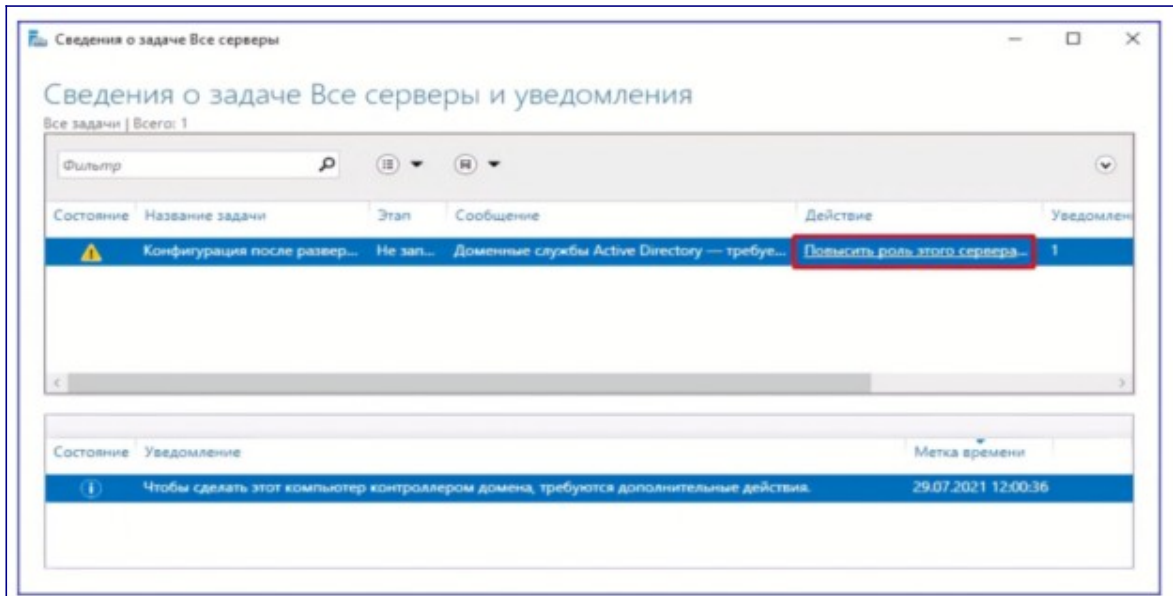 Сведения о задаче Все серверы
Сведения о задаче Все серверы и уведомления
Все задачи | Всего: 1
Фильтр
Состояние Название задачи Этап Сообщение Действие Уведомлен
Конфигурация после развер... Не зап... Доменные службы Active Directory — требуе... Повысить роль этого сервера... 1
Состояние Уведомление Метка времени
Чтобы сделать этот компьютер контроллером домена, требуются дополнительные действия. 29.07.2021 12:00:36